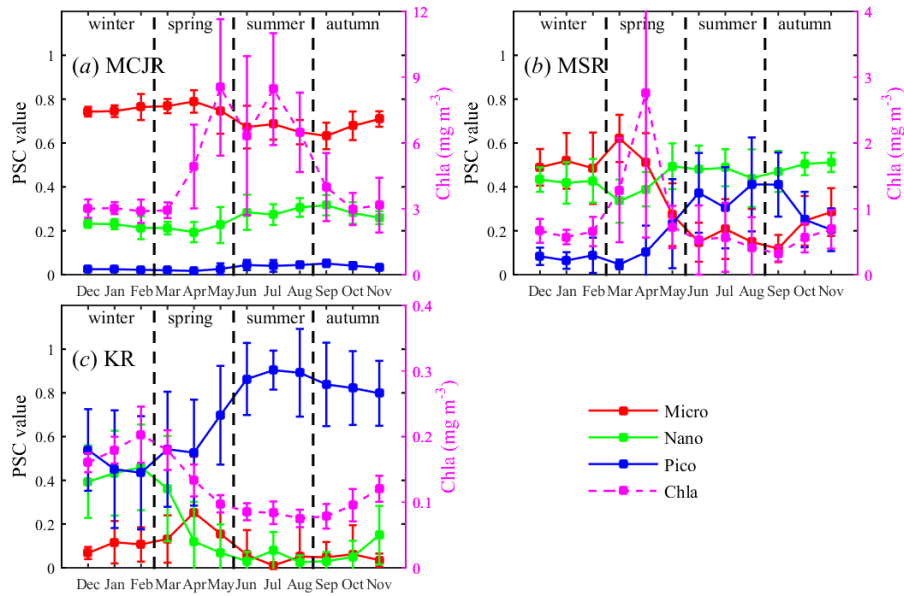 winter spring summer autumn
(a) MCJR
PSC value
0 0.2 0.4 0.6 0.8 1
0 3 6 9 12
Chla (mg m⁻³)
Dec Jan Feb Mar Apr May Jun Jul Aug Sep Oct Nov
winter spring summer autumn
(b) MSR
PSC value
0 0.2 0.4 0.6 0.8 1
0 1 2 3 4
Chla (mg m⁻³)
Dec Jan Feb Mar Apr May Jun Jul Aug Sep Oct Nov
winter spring summer autumn
(c) KR
PSC value
0 0.2 0.4 0.6 0.8 1
0 0.1 0.2 0.3 0.4
Chla (mg m⁻³)
Dec Jan Feb Mar Apr May Jun Jul Aug Sep Oct Nov
Micro
Nano
Pico
Chla